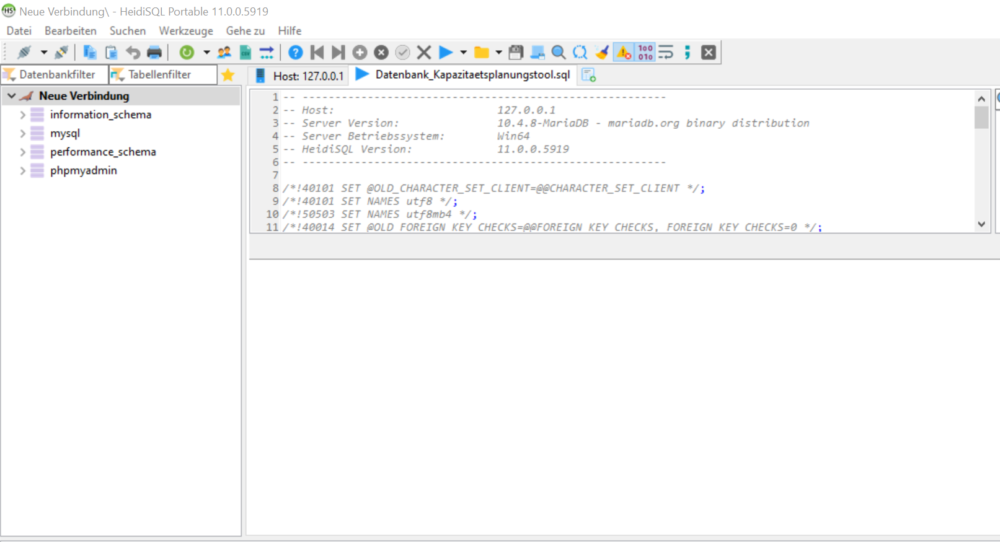 HS Neue Verbindung\ - HeidiSQL Portable 11.0.0.5919
Datei Bearbeiten Suchen Werkzeuge Gehe zu Hilfe
CSV
?
100
010
;
Datenbankfilter Tabellenfilter Host: 127.0.0.1 Datenbank_Kapazitaetsplanungstool.sql
Neue Verbindung
information_schema
mysql
performance_schema
phpmyadmin
1 -- --------------------------------------------------------
2 -- Host: 127.0.0.1
3 -- Server Version: 10.4.8-MariaDB - mariadb.org binary distribution
4 -- Server Betriebssystem: Win64
5 -- HeidiSQL Version: 11.0.0.5919
6 -- --------------------------------------------------------
7
8 /*!40101 SET @OLD_CHARACTER_SET_CLIENT=@@CHARACTER_SET_CLIENT */;
9 /*!40101 SET NAMES utf8 */;
10 /*!50503 SET NAMES utf8mb4 */;
11 /*!40014 SET @OLD_FOREIGN_KEY_CHECKS=@@FOREIGN_KEY_CHECKS, FOREIGN_KEY_CHECKS=0 */;